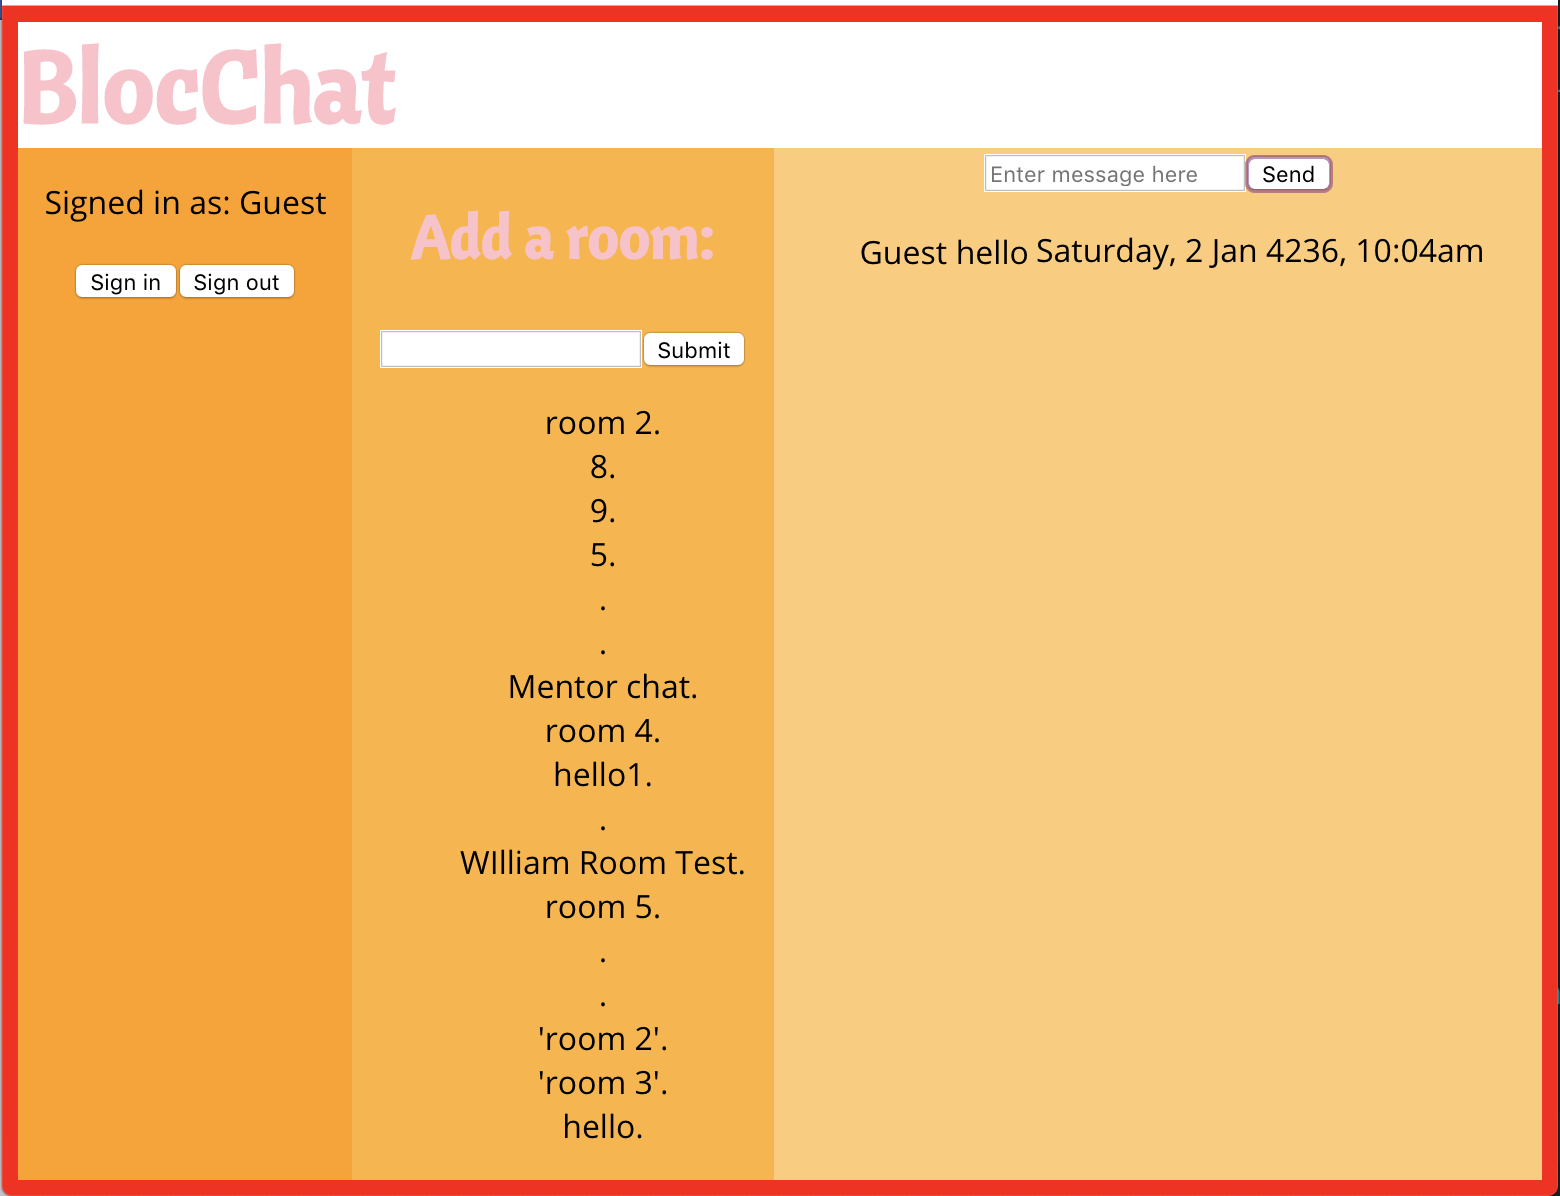 BlocChat
Signed in as: Guest
Sign in Sign out
Add a room:
Submit
room 2.
8.
9.
5.
.
.
Mentor chat.
room 4.
hello1.
.
WIlliam Room Test.
room 5.
.
.
'room 2'.
'room 3'.
hello.
Enter message here Send
Guest hello Saturday, 2 Jan 4236, 10:04am